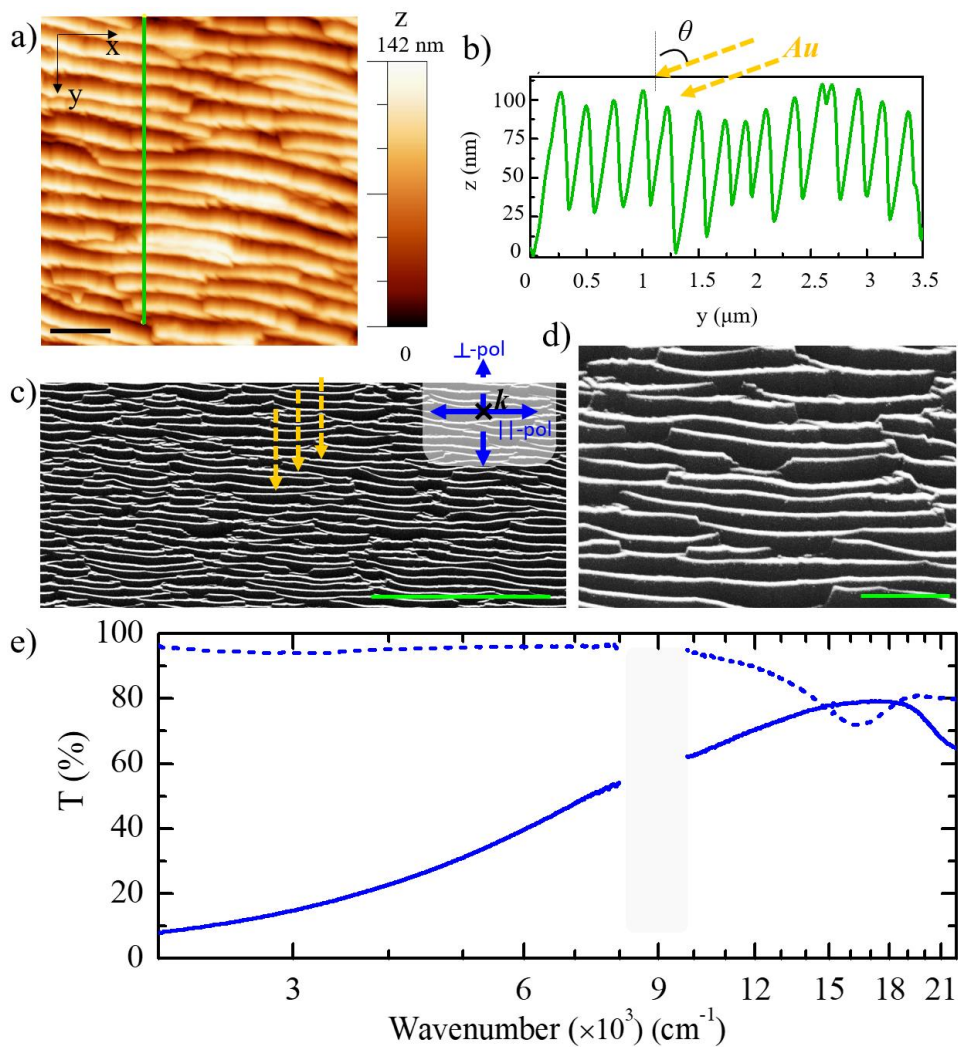 a)
x
y
Z
142 nm
0
b)
θ
Au
z (nm)
100
75
50
25
0
0 0.5 1 1.5 2 2.5 3 3.5
y (µm)
c)
⊥-pol
k
||-pol
d)
e)
T (%)
100
80
60
40
20
0
3 6 9 12 15 18 21
Wavenumber (×10³) (cm⁻¹)